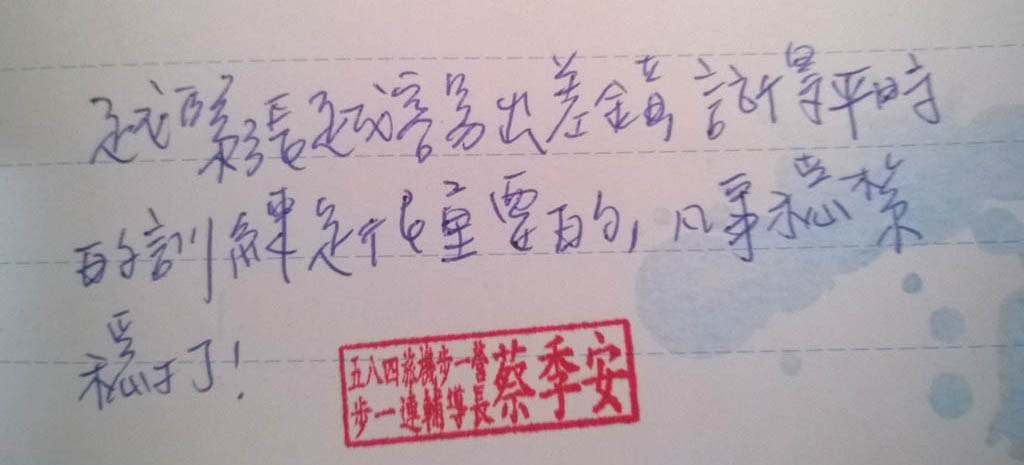 越緊張越容易出差錯, 平時
的訓練是很重要的, 凡事穩紮
穩打了!
五八四旅機步一營
步一連輔導長
蔡季安